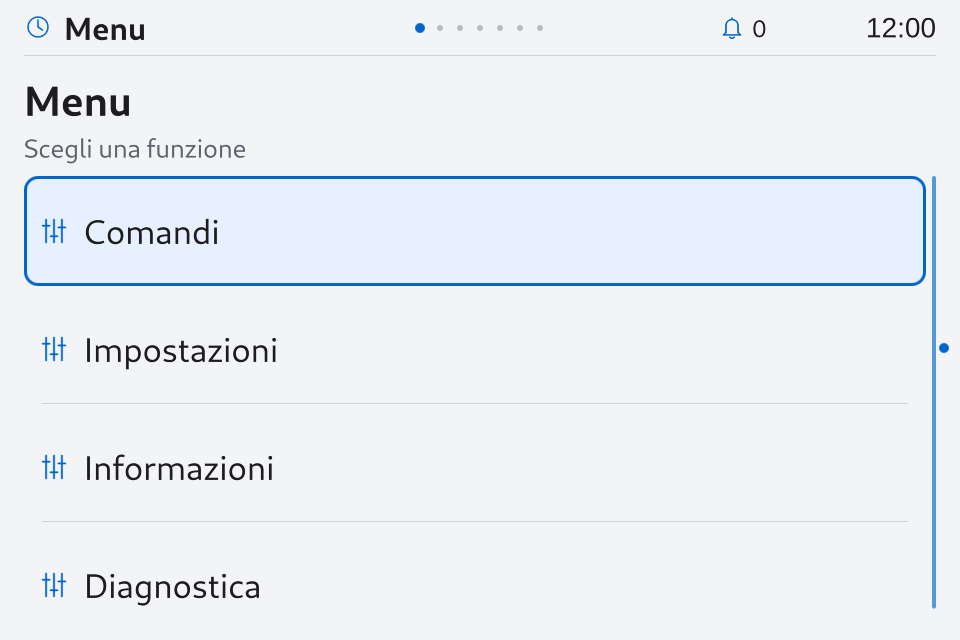 Menu
0
12:00
Menu
Scegli una funzione
Comandi
Impostazioni
Informazioni
Diagnostica